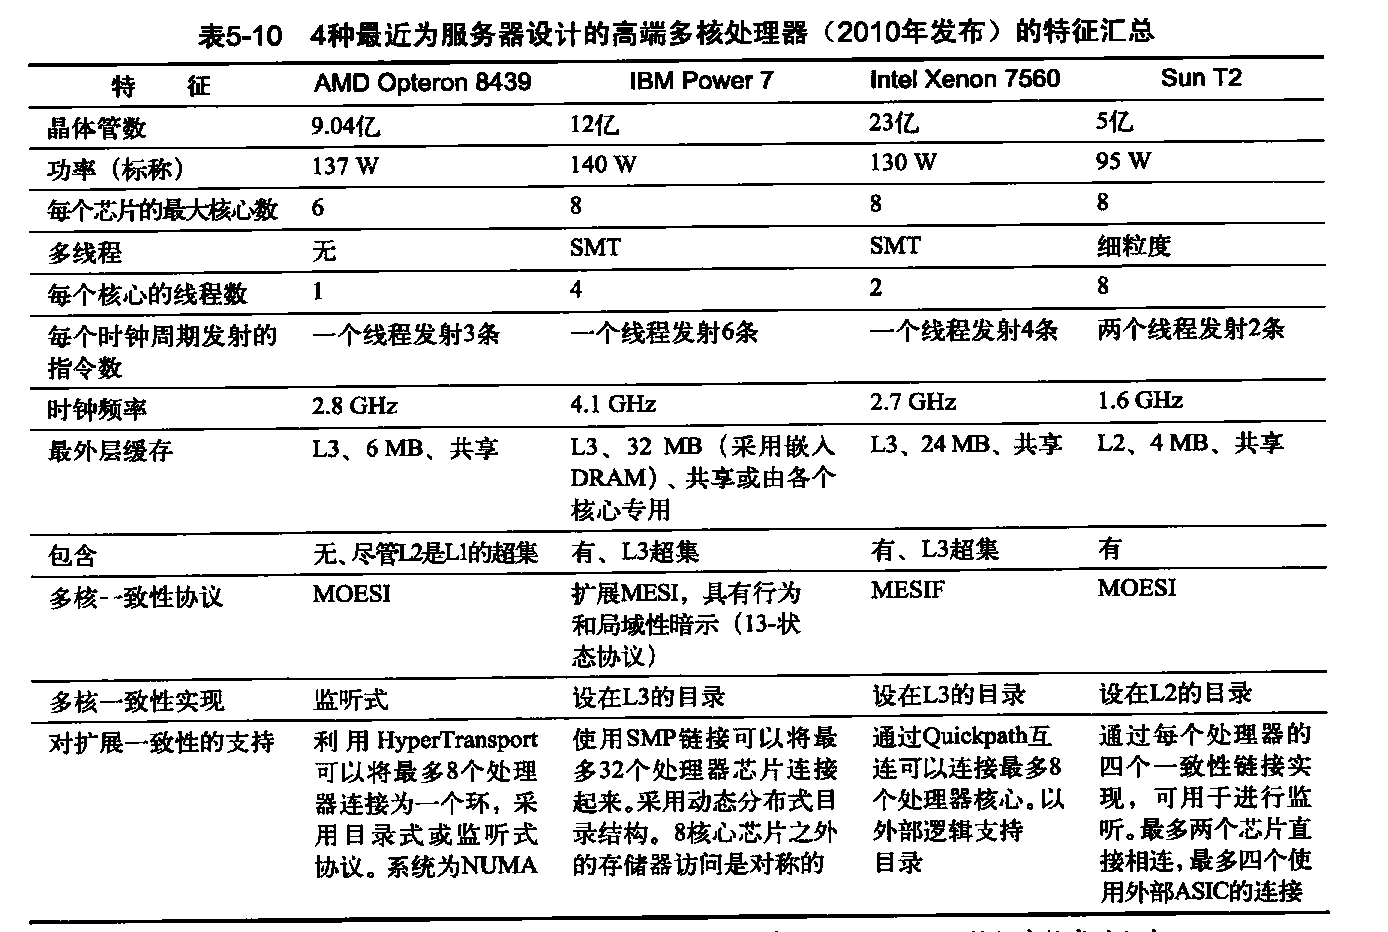 表5-10 4种最近为服务器设计的高端多核处理器（2010年发布）的特征汇总
特 征 AMD Opteron 8439 IBM Power 7 Intel Xenon 7560 Sun T2
晶体管数 9.04亿 12亿 23亿 5亿
功率（标称） 137 W 140 W 130 W 95 W
每个芯片的最大核心数 6 8 8 8
多线程 无 SMT SMT 细粒度
每个核心的线程数 1 4 2 8
每个时钟周期发射的 一个线程发射3条 一个线程发射6条 一个线程发射4条 两个线程发射2条
指令数
时钟频率 2.8 GHz 4.1 GHz 2.7 GHz 1.6 GHz
最外层缓存 L3、6 MB、共享 L3、32 MB（采用嵌入 L3、24 MB、共享 L2、4 MB、共享
DRAM）、共享或由各个
核心专用
包含 无、尽管L2是L1的超集 有、L3超集 有、L3超集 有
多核一致性协议 MOESI 扩展MESI，具有行为 MESIF MOESI
和局域性暗示（13-状
态协议）
多核一致性实现 监听式 设在L3的目录 设在L3的目录 设在L2的目录
对扩展一致性的支持 利用HyperTransport 使用SMP链接可以将最 通过Quickpath互 通过每个处理器的
可以将最多8个处理 多32个处理器芯片连接 连可以连接最多8 四个一致性链接实
器连接为一个环，采 起来。采用动态分布式目 个处理器核心。以 现，可用于进行监
用目录式或监听式 录结构。8核心芯片之外 外部逻辑支持 听。最多两个芯片直
协议。系统为NUMA 的存储器访问是对称的 目录 接相连，最多四个使
用外部ASIC的连接